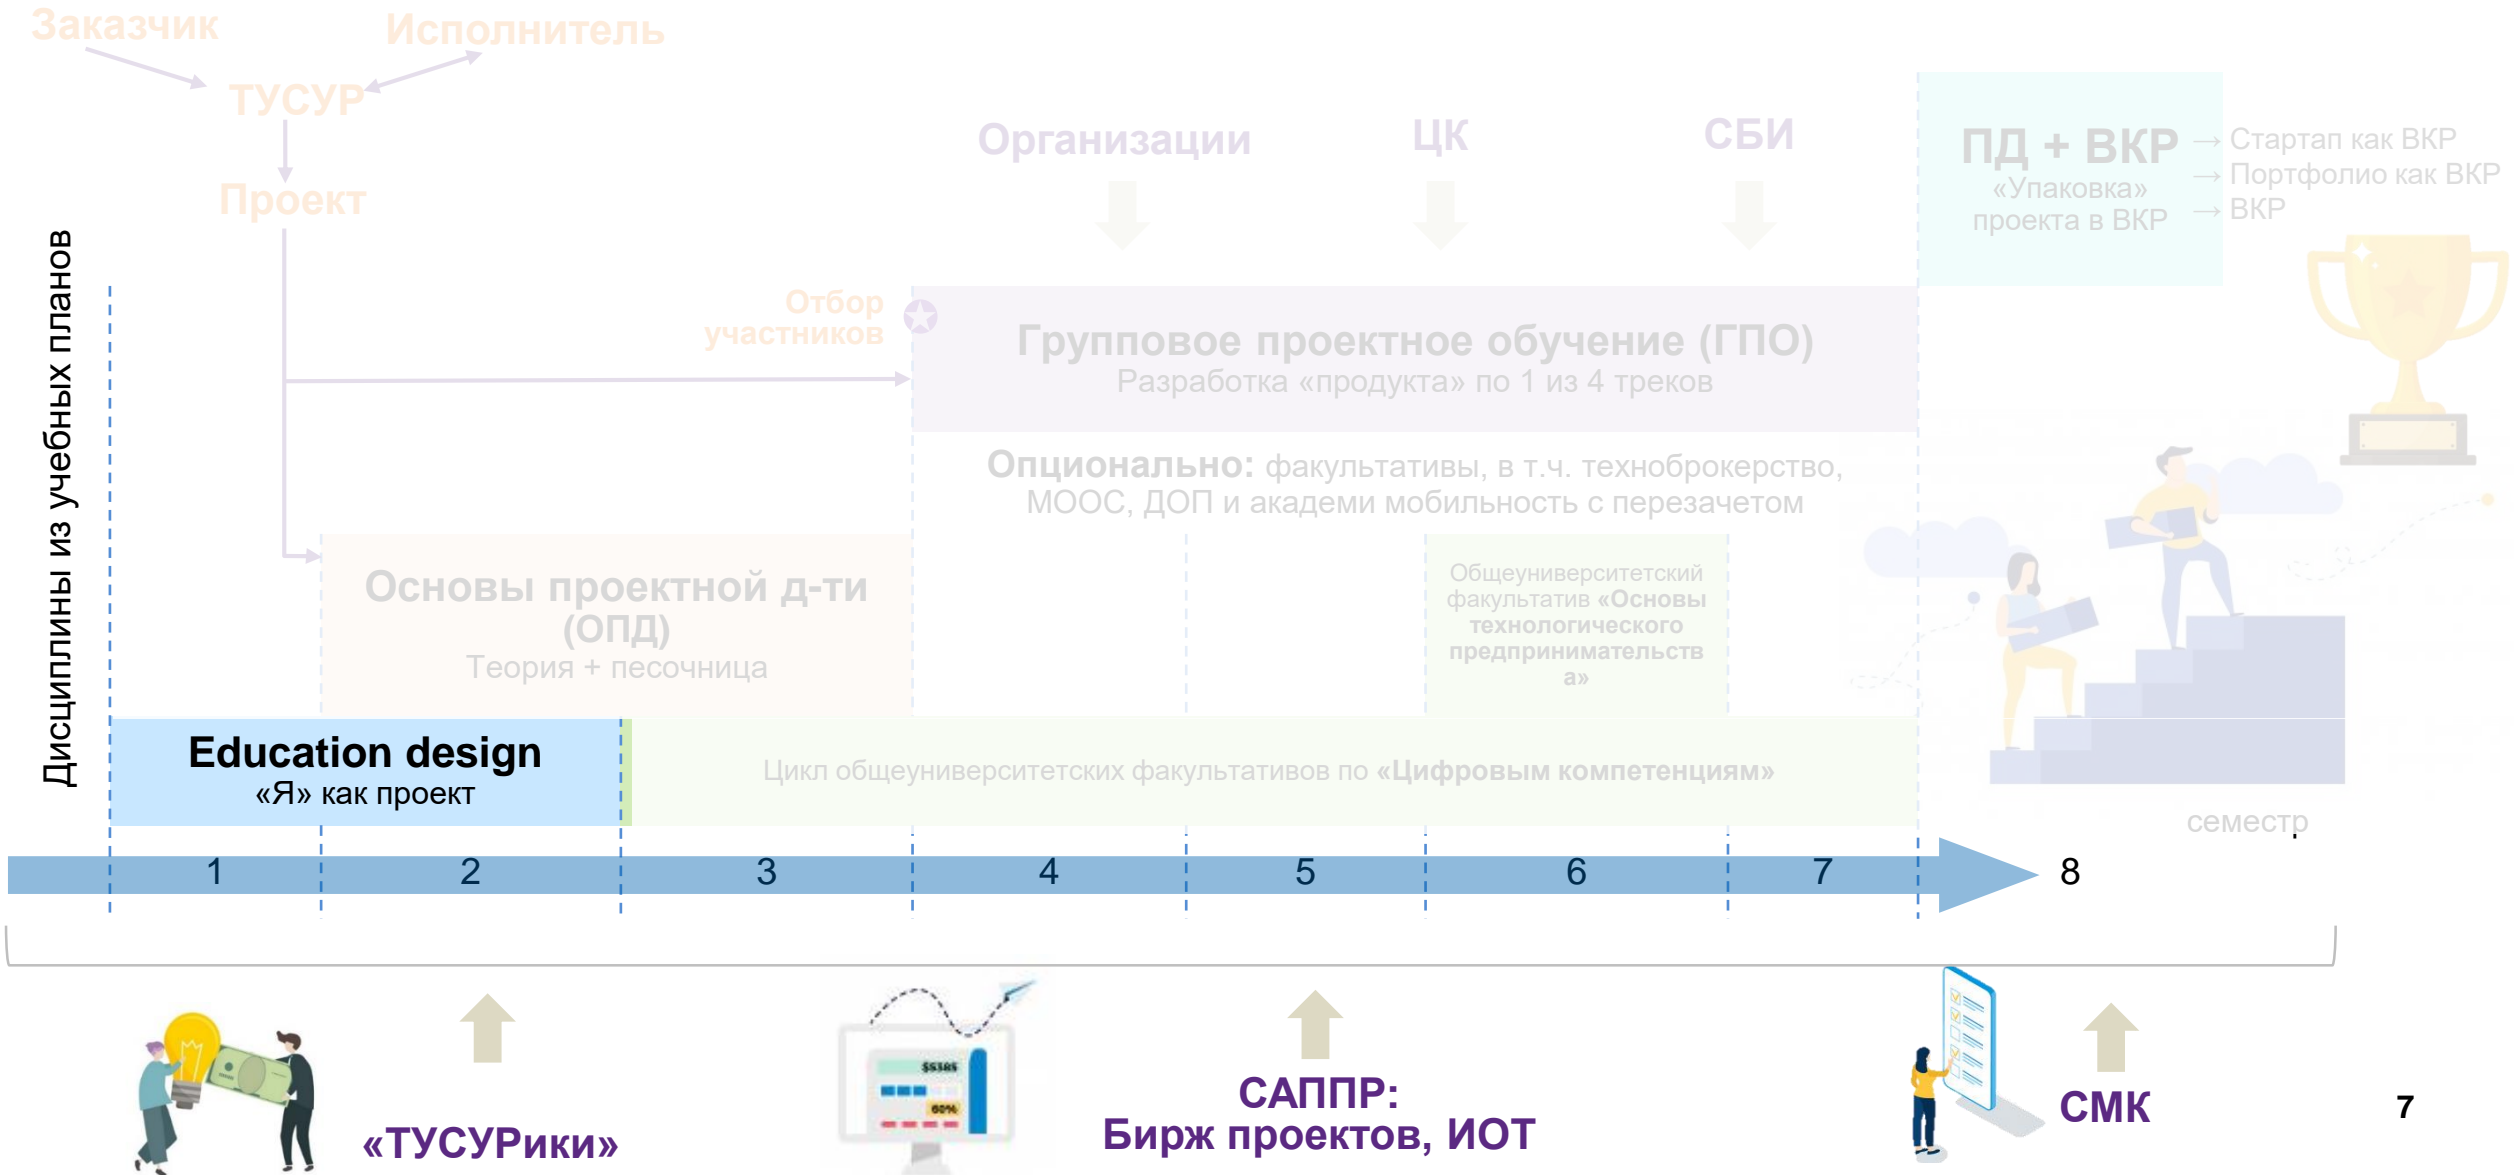 Заказчик
Исполнитель
ТУСУР
Проект
Организации
ЦК
СБИ
ПД + ВКР
«Упаковка»
проекта в ВКР
→ Стартап как ВКР
→ Портфолио как ВКР
→ ВКР
Дисциплины из учебных планов
Отбор
участников
Групповое проектное обучение (ГПО)
Разработка «продукта» по 1 из 4 треков
Опционально: факультативы, в т.ч. техноброкерство,
МООС, ДОП и академи мобильность с перезачетом
Основы проектной д-ти
(ОПД)
Теория + песочница
Общеуниверситетский
факультатив «Основы
технологического
предпринимательств
а»
Education design
«Я» как проект
Цикл общеуниверситетских факультативов по «Цифровым компетенциям»
семестр
1 2 3 4 5 6 7 8
$5385
60%
«ТУСУРики»
САППР:
Бирж проектов, ИОТ
СМК
7